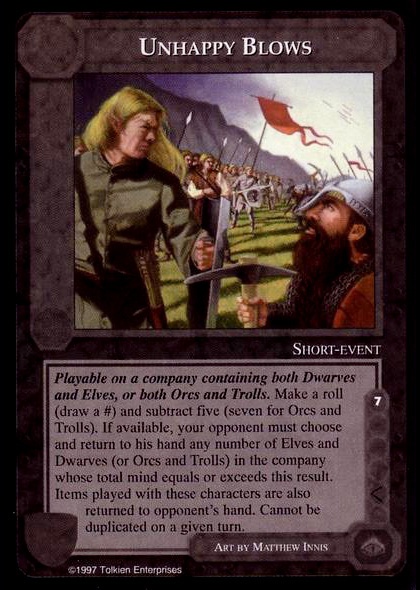 UNHAPPY BLOWS
SHORT-EVENT
Playable on a company containing both Dwarves
and Elves, or both Orcs and Trolls. Make a roll
(draw a #) and subtract five (seven for Orcs and
Trolls). If available, your opponent must choose
and return to his hand any number of Elves and
Dwarves (or Orcs and Trolls) in the company
whose total mind equals or exceeds this result.
Items played with these characters are also
returned to opponent's hand. Cannot be
duplicated on a given turn.
7
ART BY MATTHEW INNIS
©1997 Tolkien Enterprises